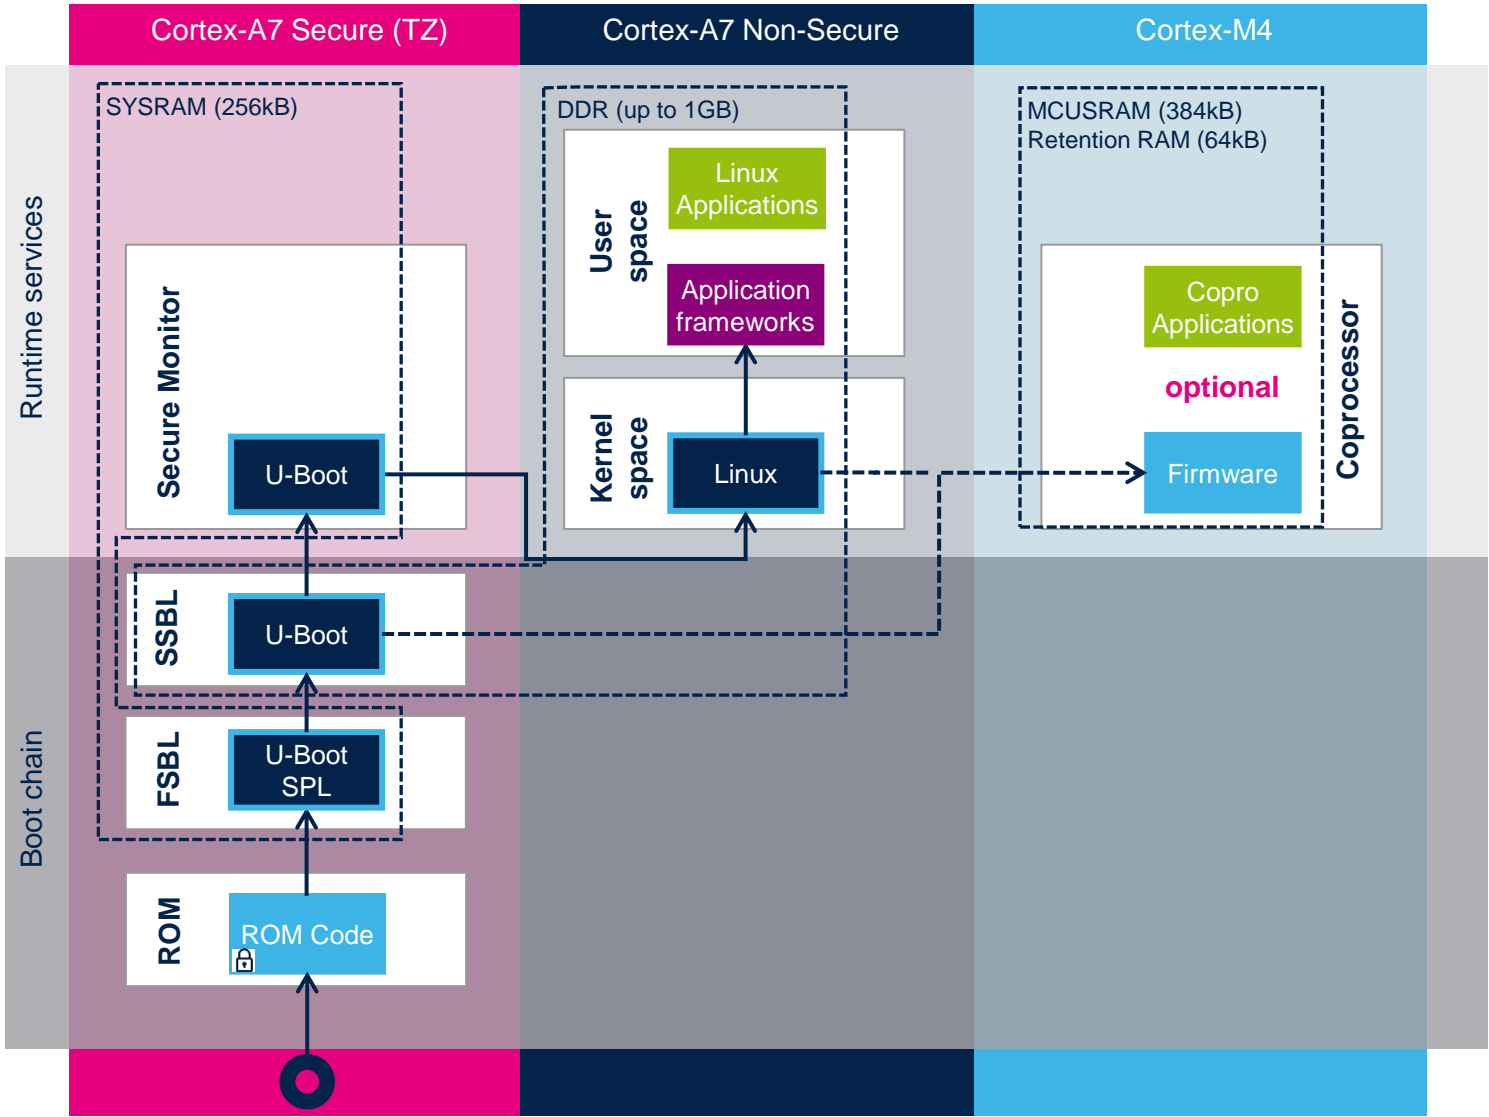 Cortex-A7 Secure (TZ)
Cortex-A7 Non-Secure
Cortex-M4
Runtime services
SYSRAM (256kB)
Secure Monitor
U-Boot
DDR (up to 1GB)
User
space
Linux
Applications
Application
frameworks
Kernel
space
Linux
MCUSRAM (384kB)
Retention RAM (64kB)
Copro
Applications
optional
Firmware
Coprocessor
Boot chain
SSBL
U-Boot
FSBL
U-Boot
SPL
ROM
ROM Code